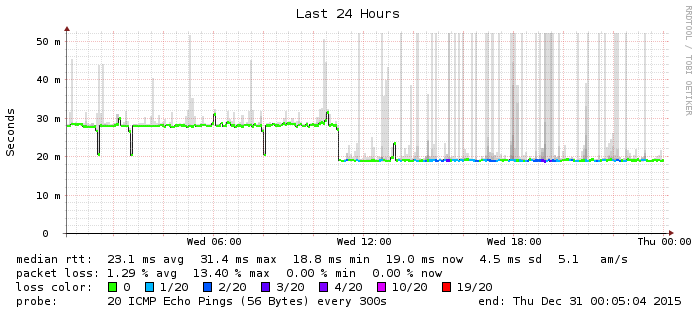 Last 24 Hours
RRDTOOL / TOBI OETIKER
50 m
40 m
30 m
20 m
10 m
0
Seconds
Wed 06:00 Wed 12:00 Wed 18:00 Thu 00:00
median rtt: 23.1 ms avg 31.4 ms max 18.8 ms min 19.0 ms now 4.5 ms sd 5.1 am/s
packet loss: 1.29 % avg 13.40 % max 0.00 % min 0.00 % now
loss color: 0 1/20 2/20 3/20 4/20 10/20 19/20
probe: 20 ICMP Echo Pings (56 Bytes) every 300s end: Thu Dec 31 00:05:04 2015